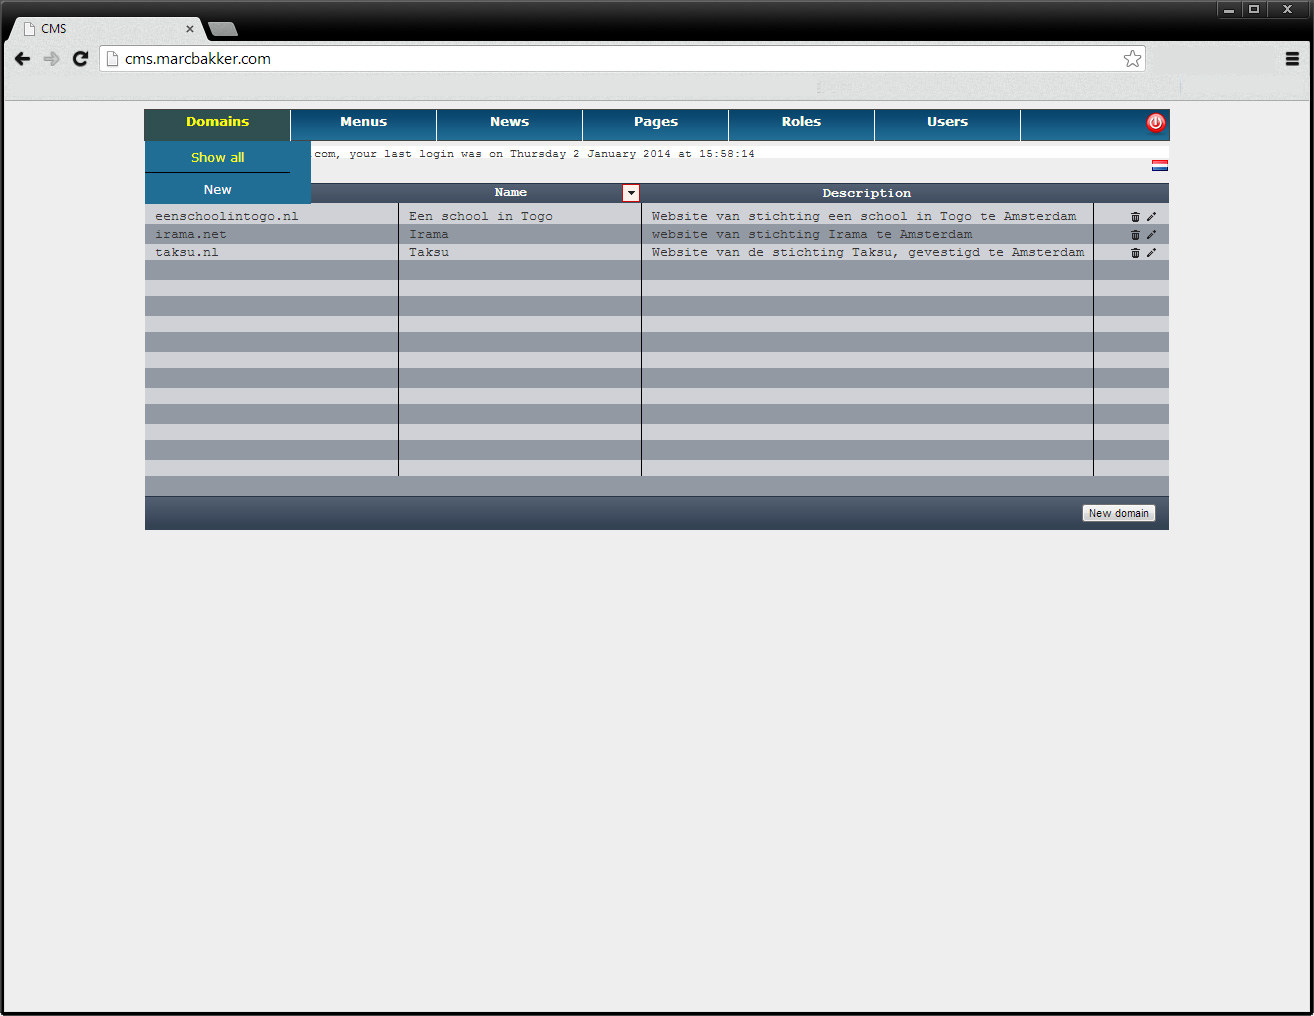 CMS
cms.marcbakker.com
Domains Menus News Pages Roles Users
Show all
.com, your last login was on Thursday 2 January 2014 at 15:58:14
New
Name Description
eenschoolintogo.nl Een school in Togo Website van stichting een school in Togo te Amsterdam
irama.net Irama website van stichting Irama te Amsterdam
taksu.nl Taksu Website van de stichting Taksu, gevestigd te Amsterdam
New domain